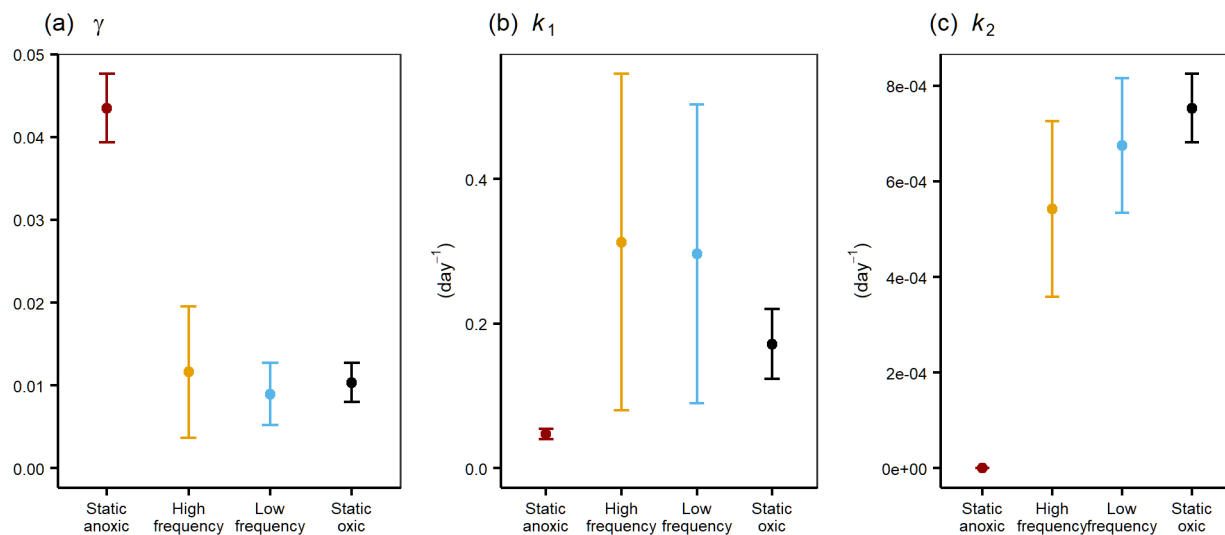 (a) γ
0.05
0.04
0.03
0.02
0.01
0.00
Static anoxic
High frequency
Low frequency
Static oxic
(b) k₁
(day⁻¹)
0.4
0.2
0.0
Static anoxic
High frequency
Low frequency
Static oxic
(c) k₂
(day⁻¹)
8e-04
6e-04
4e-04
2e-04
0e+00
Static anoxic
High frequency
Low frequency
Static oxic